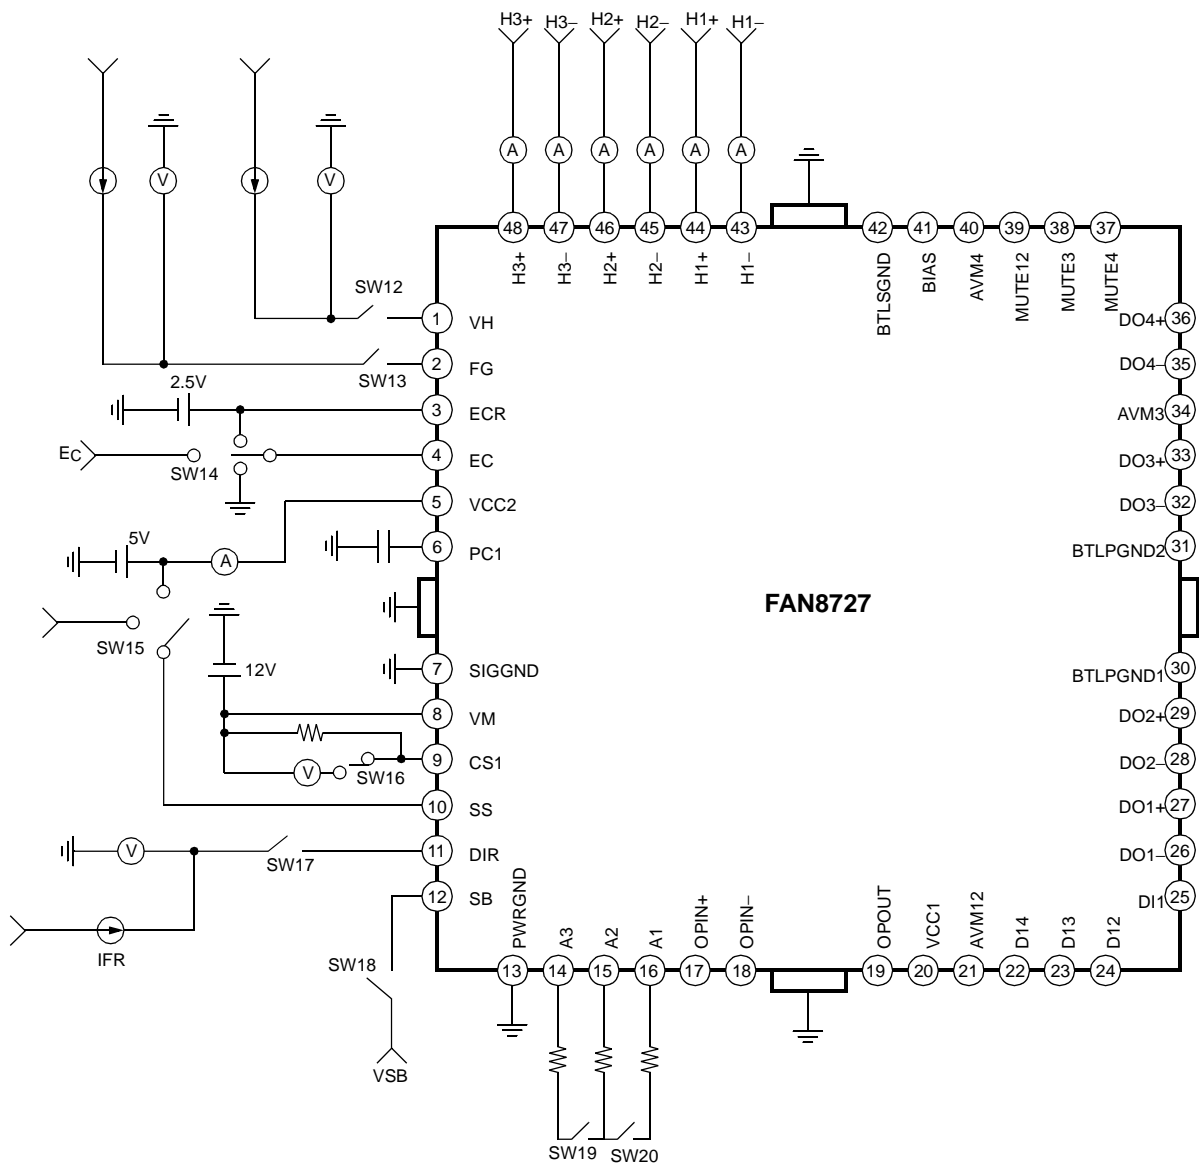 H3+ H3– H2+ H2– H1+ H1–
A A A A A A
V V
48 47 46 45 44 43 42 41 40 39 38 37
H3+ H3– H2+ H2– H1+ H1– BTLSGND BIAS AVM4 MUTE12 MUTE3 MUTE4
SW12
1 VH
SW13
2 FG
2.5V
3 ECR
EC
SW14
4 EC
5 VCC2
5V
A
6 PC1
SW15
12V
7 SIGGND
8 VM
V
SW16
9 CS1
10 SS
V
SW17
11 DIR
12 SB
IFR
SW18
VSB
FAN8727
DO4+ 36
DO4– 35
AVM3 34
DO3+ 33
DO3– 32
BTLPGND2 31
BTLPGND1 30
DO2+ 29
DO2– 28
DO1+ 27
DO1– 26
DI1 25
PWRGND A3 A2 A1 OPIN+ OPIN– OPOUT VCC1 AVM12 D14 D13 D12
13 14 15 16 17 18 19 20 21 22 23 24
SW19 SW20